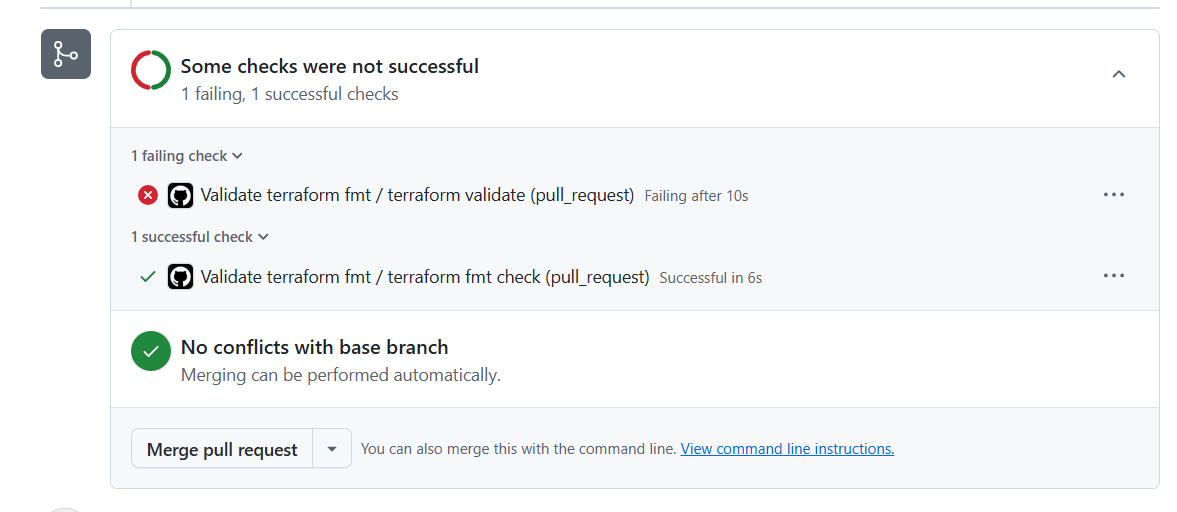 Some checks were not successful
1 failing, 1 successful checks
1 failing check
Validate terraform fmt / terraform validate (pull_request) Failing after 10s
1 successful check
Validate terraform fmt / terraform fmt check (pull_request) Successful in 6s
No conflicts with base branch
Merging can be performed automatically.
Merge pull request You can also merge this with the command line. View command line instructions.